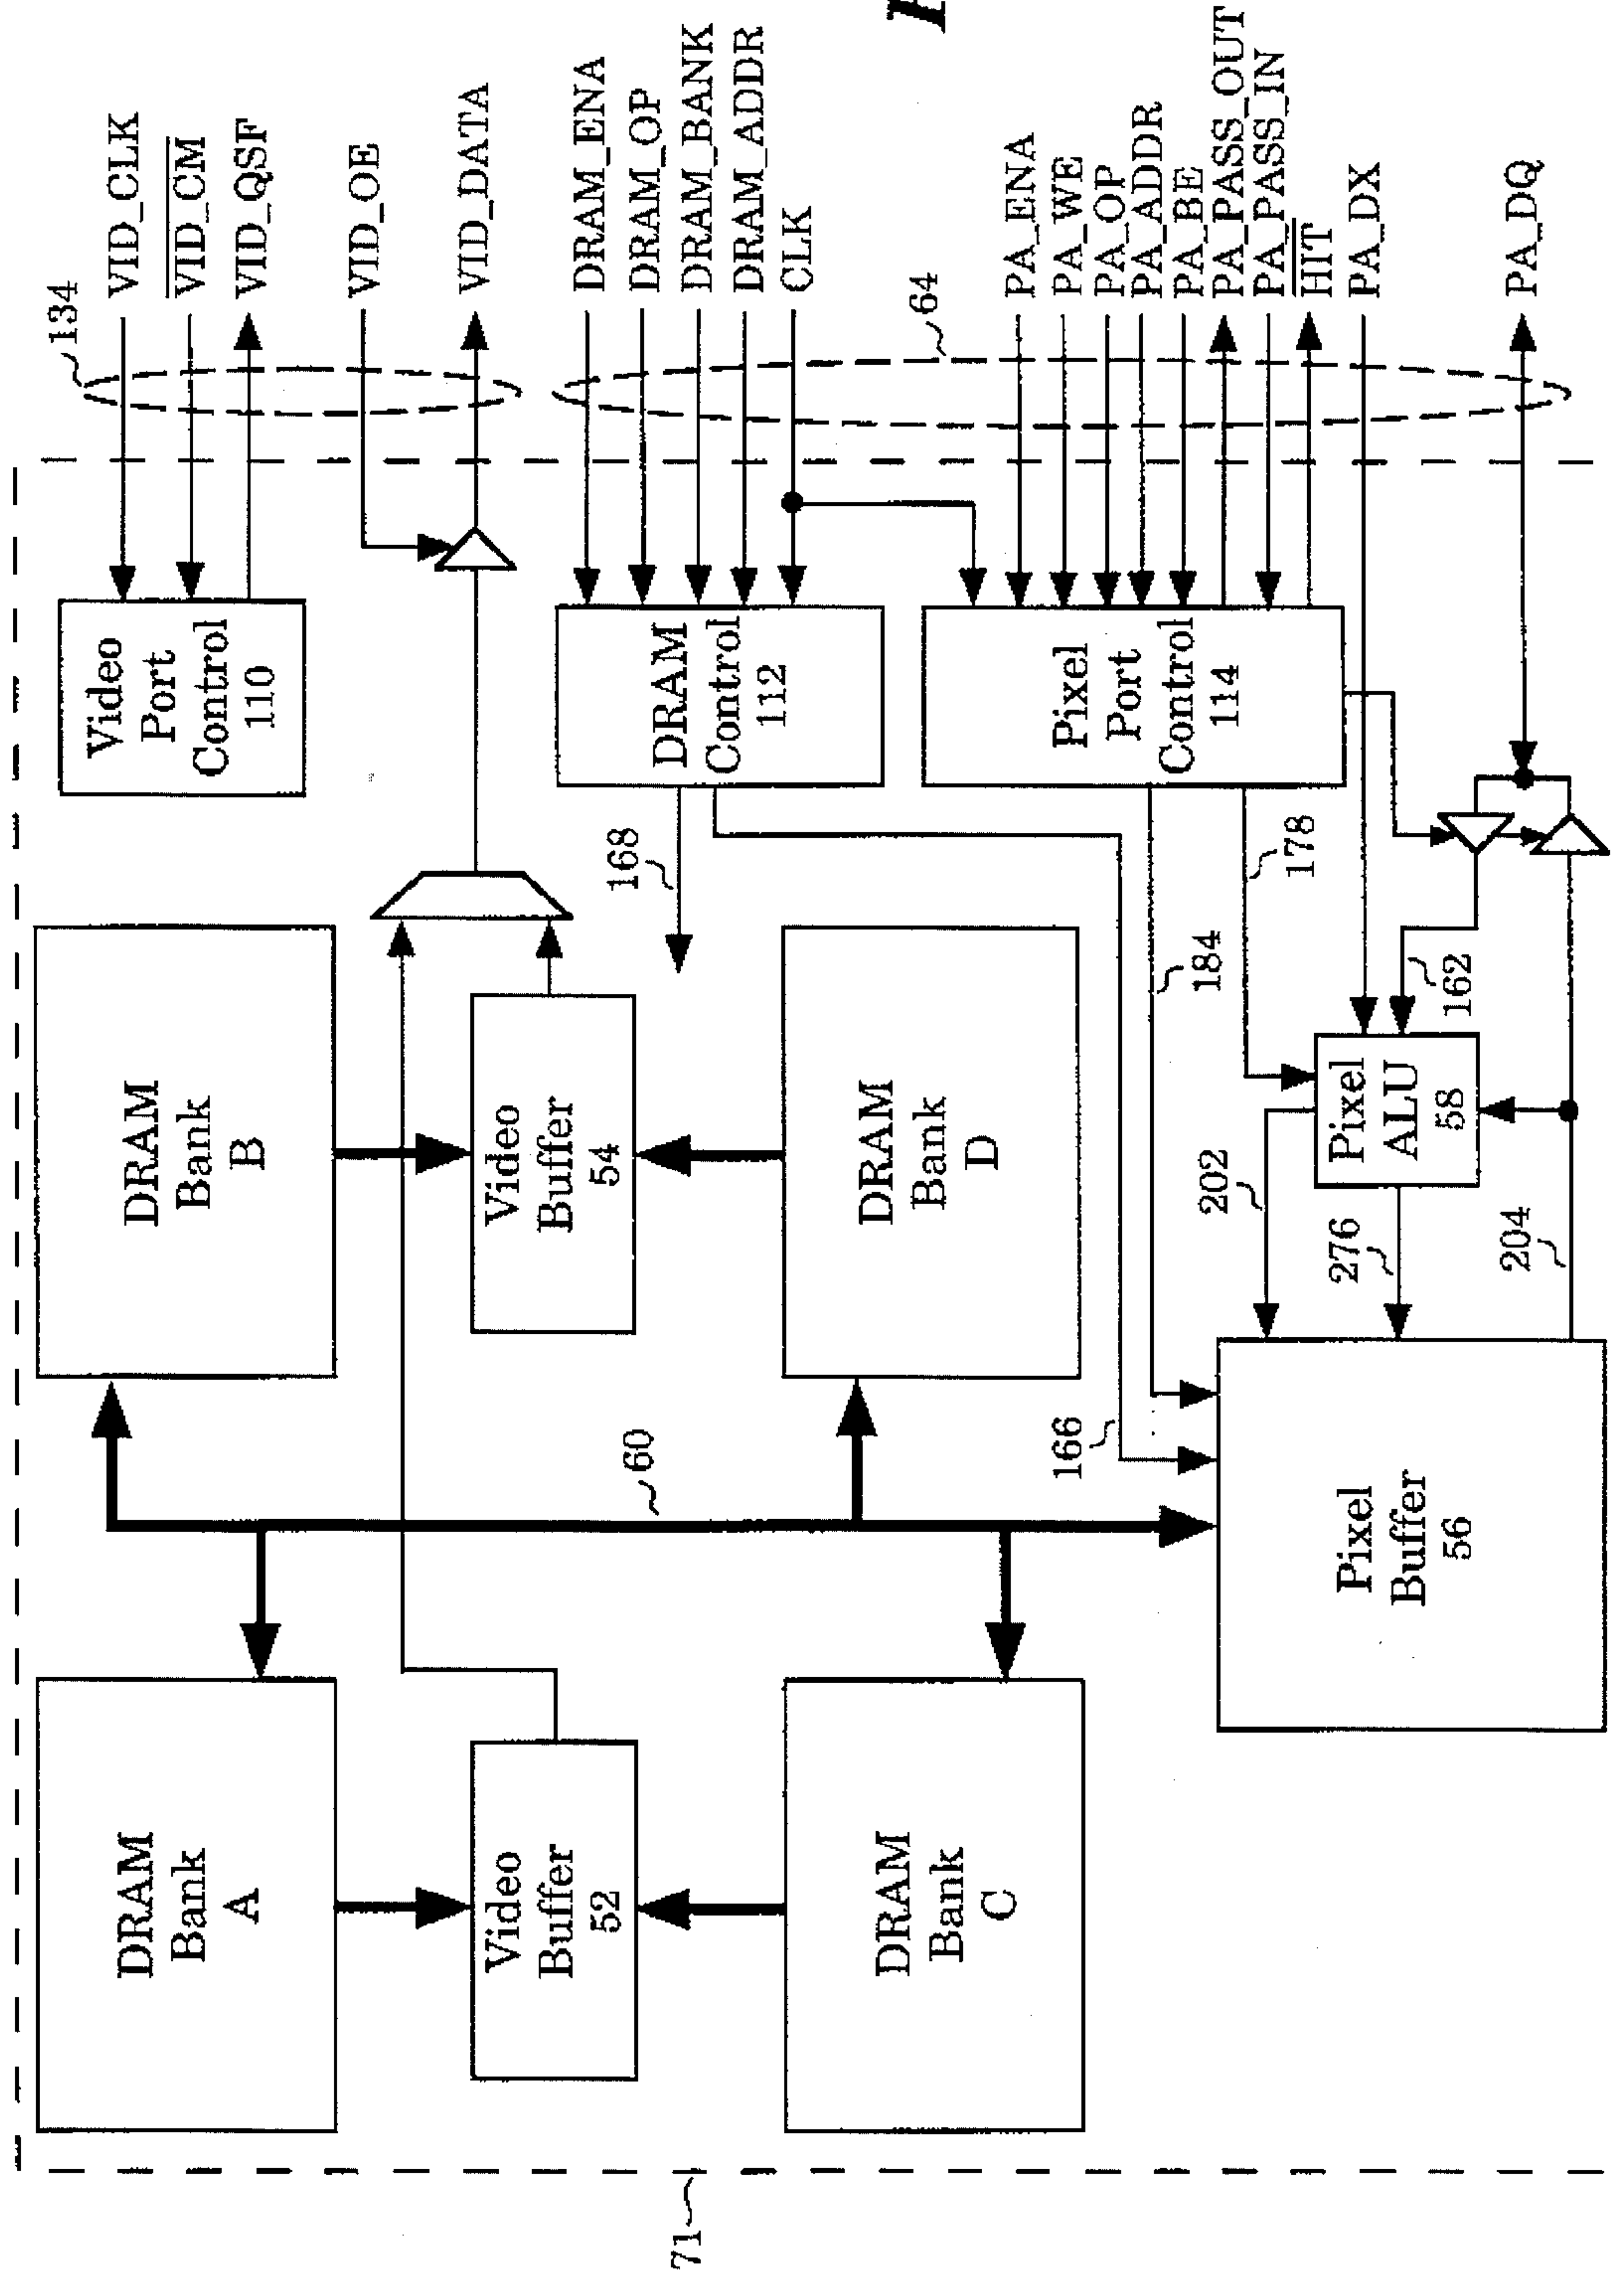 71
DRAM
Bank
A
Video
Buffer
52
DRAM
Bank
C
60
DRAM
Bank
B
Video
Buffer
54
DRAM
Bank
D
Pixel
Buffer
56
166
202
276
204
Pixel
ALU
58
162
184
178
168
Video
Port
Control
110
DRAM
Control
112
Pixel
Port
Control
114
134
64
VID_CLK
VID_CM
VID_QSF
VID_OE
VID_DATA
DRAM_ENA
DRAM_OP
DRAM_BANK
DRAM_ADDR
CLK
PA_ENA
PA_WE
PA_OP
PA_ADDR
PA_BE
PA_PASS_OUT
PA_PASS_IN
HIT
PA_DX
PA_DQ